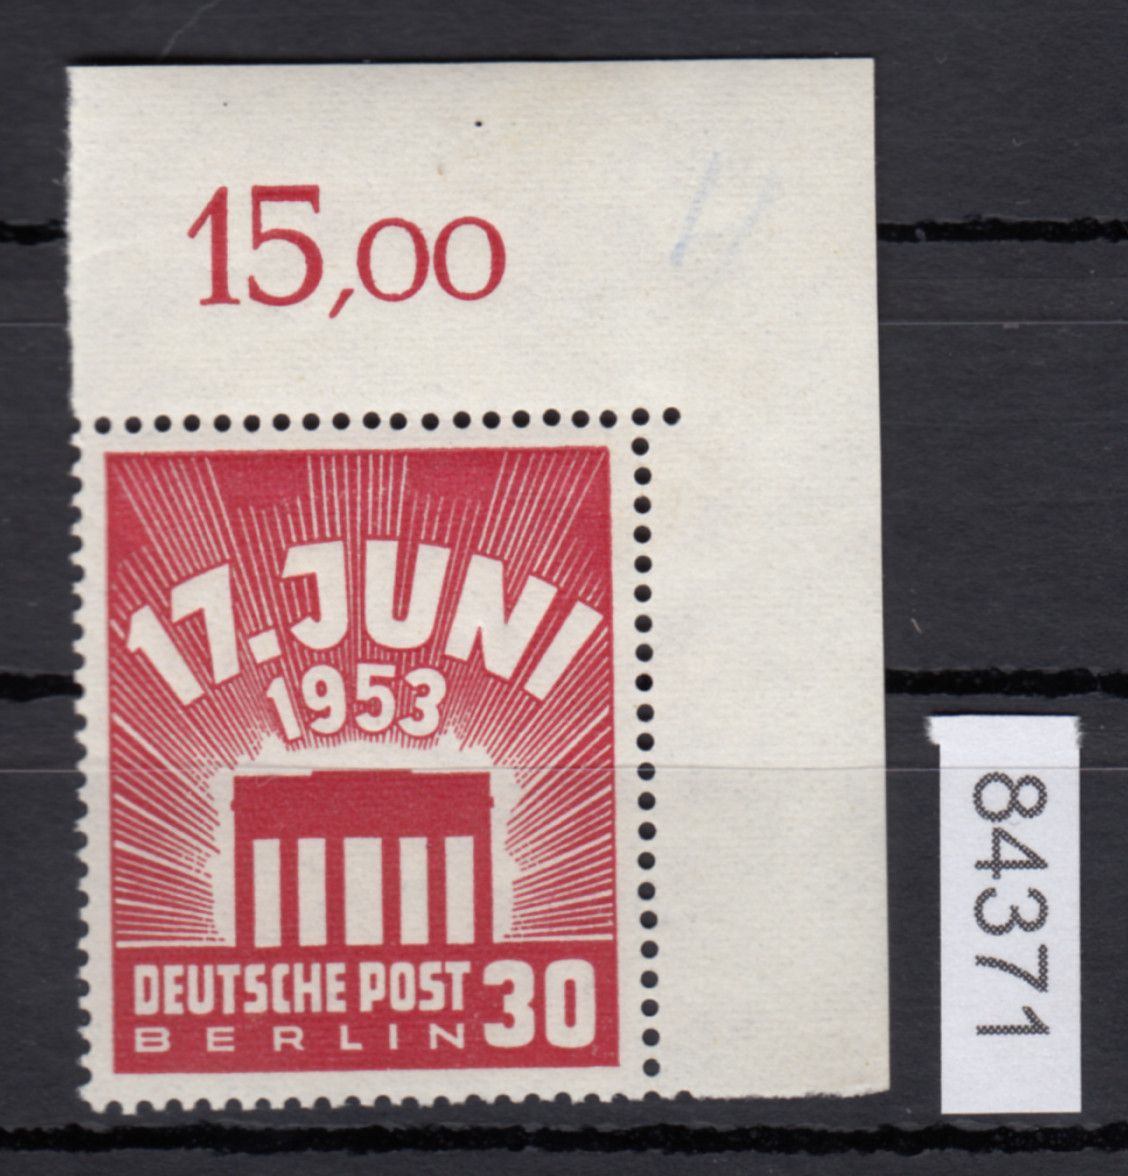 15,00
17. JUNI
1953
DEUTSCHE POST 30
BERLIN
84371